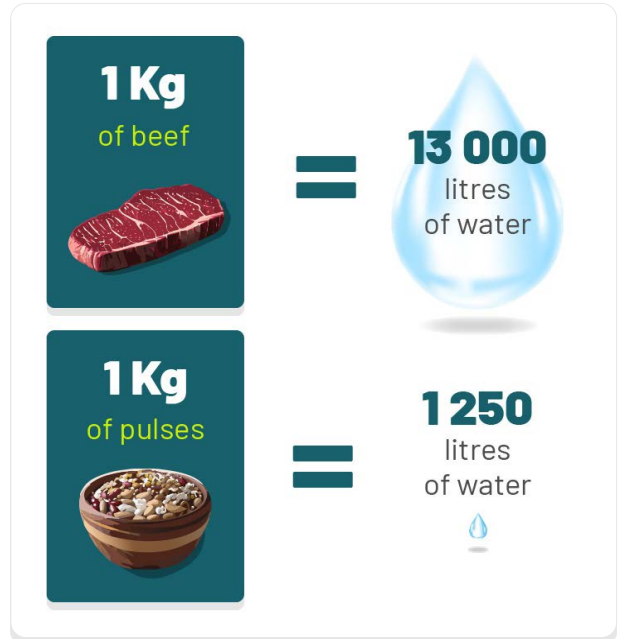 1 Kg
of beef
=
13 000
litres
of water
1 Kg
of pulses
=
1 250
litres
of water